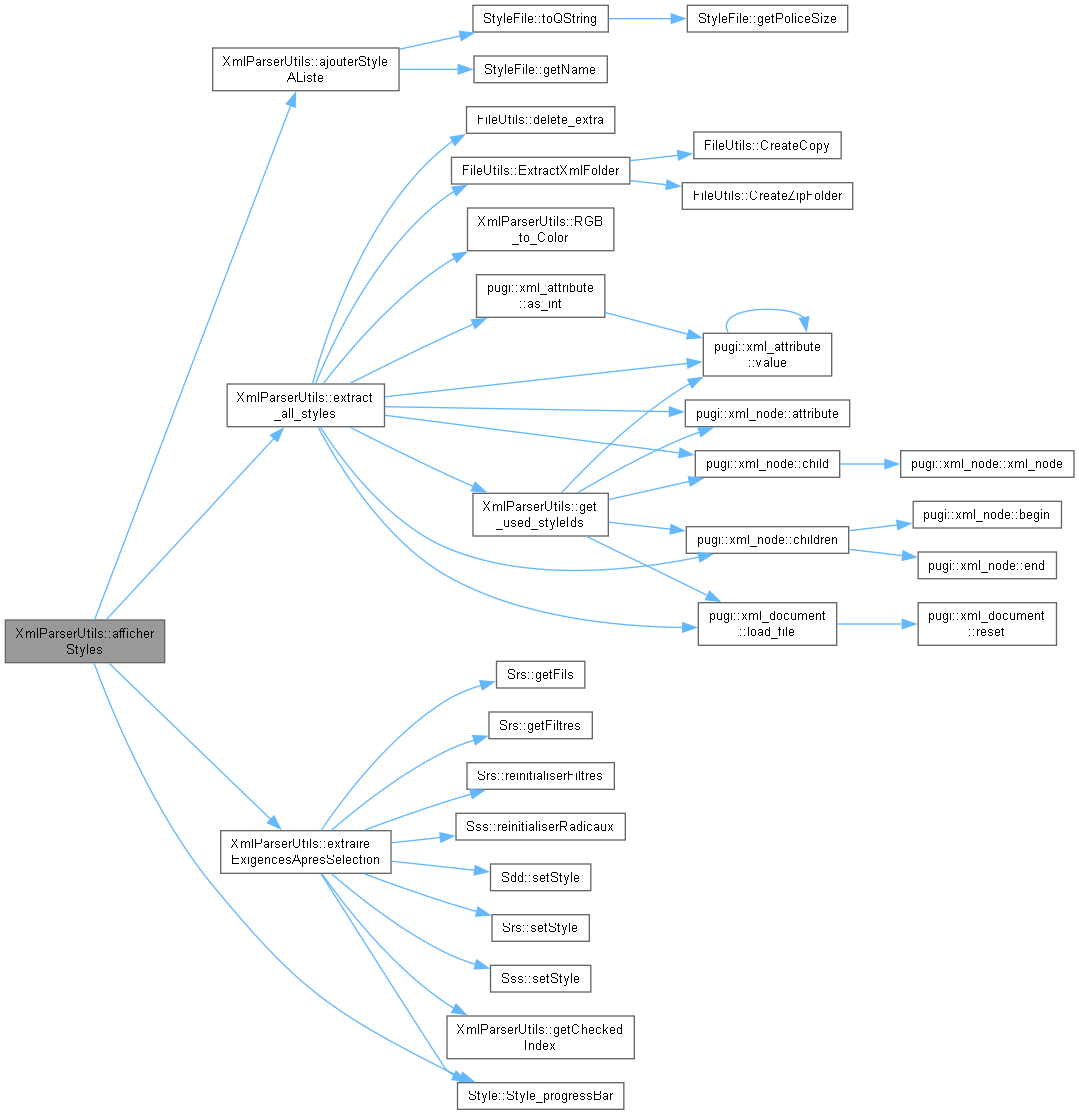 StyleFile::toQString
StyleFile::getPoliceSize
XmlParserUtils::ajouterStyle
AListe
StyleFile::getName
FileUtils::delete_extra
FileUtils::CreateCopy
FileUtils::ExtractXmlFolder
FileUtils::CreateZipFolder
XmlParserUtils::RGB
_to_Color
pugi::xml_attribute
::as_int
pugi::xml_attribute
::value
XmlParserUtils::extract
_all_styles
pugi::xml_node::attribute
pugi::xml_node::child
pugi::xml_node::xml_node
XmlParserUtils::get
_used_styleIds
pugi::xml_node::begin
pugi::xml_node::children
pugi::xml_node::end
pugi::xml_document
::load_file
pugi::xml_document
::reset
XmlParserUtils::afficher
Styles
Srs::getFils
Srs::getFiltres
Srs::reinitialiserFiltres
Sss::reinitialiserRadicaux
XmlParserUtils::extraire
ExigencesApresSelection
Sdd::setStyle
Srs::setStyle
Sss::setStyle
XmlParserUtils::getChecked
Index
Style::Style_progressBar